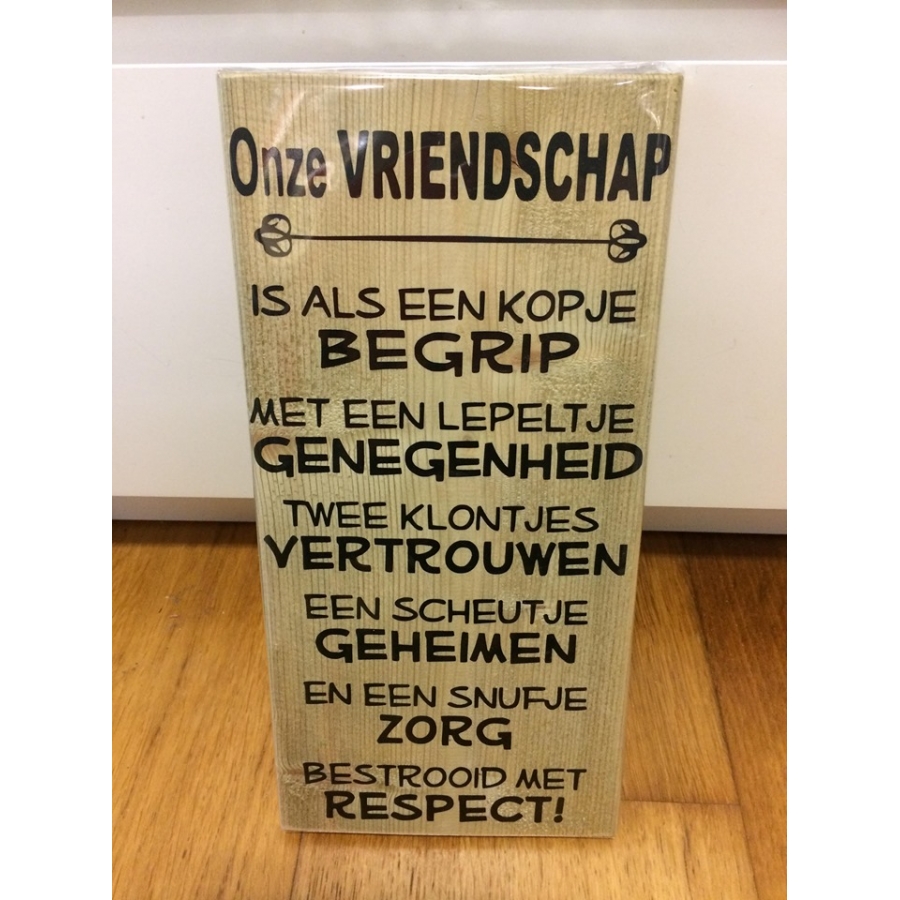 Onze VRIENDSCHAP
IS ALS EEN KOPJE
BEGRIP
MET EEN LEPELTJE
GENEGENHEID
TWEE KLONTJES
VERTROUWEN
EEN SCHEUTJE
GEHEIMEN
EN EEN SNUFJE
ZORG
BESTROOID MET
RESPECT!